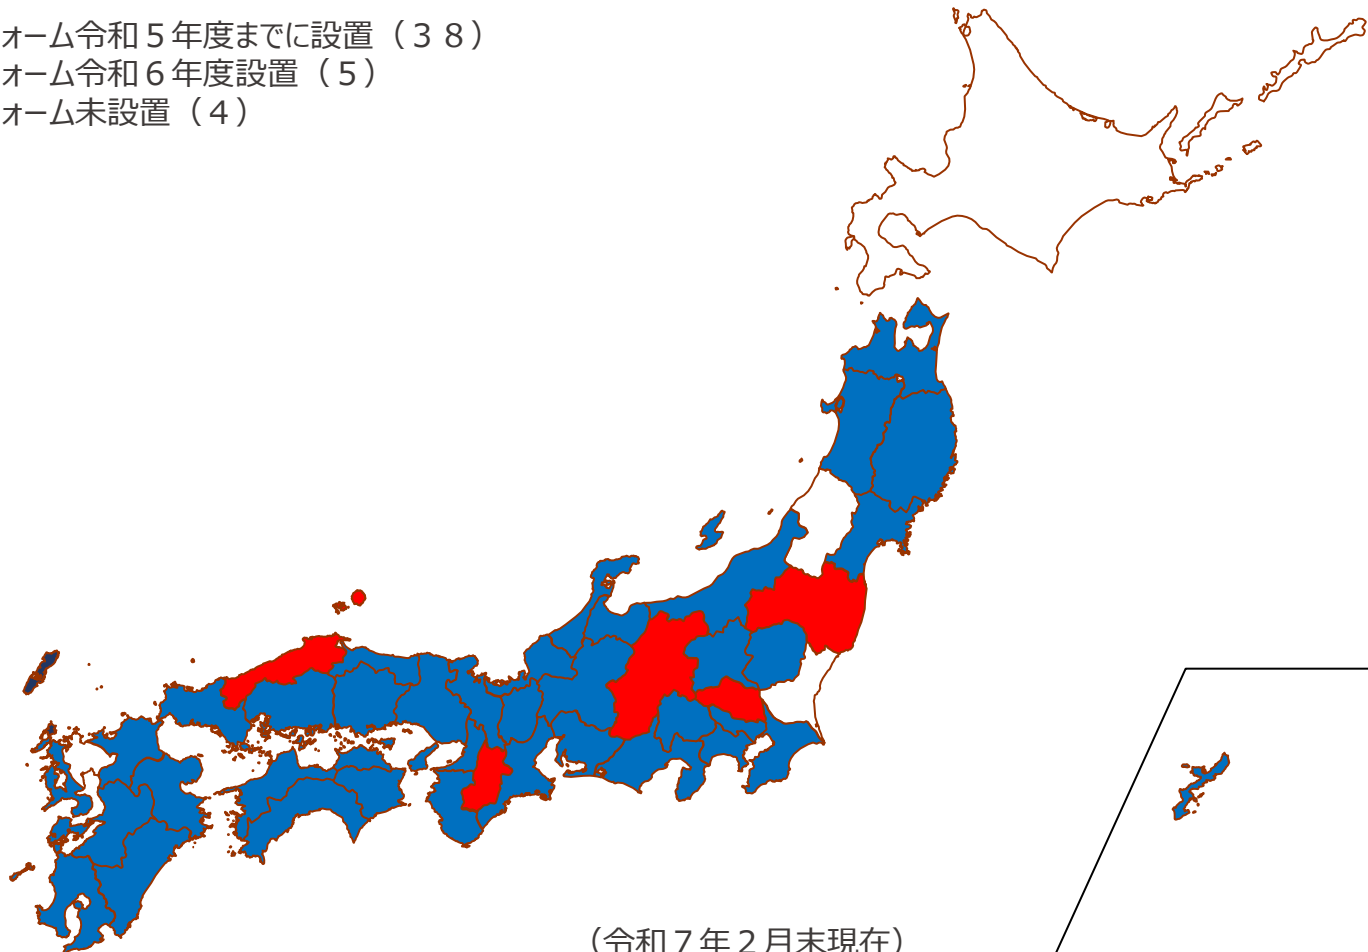 ォーム令和５年度までに設置（３８）
ォーム令和６年度設置（５）
ォーム未設置（４）
（令和７年２月末現在）